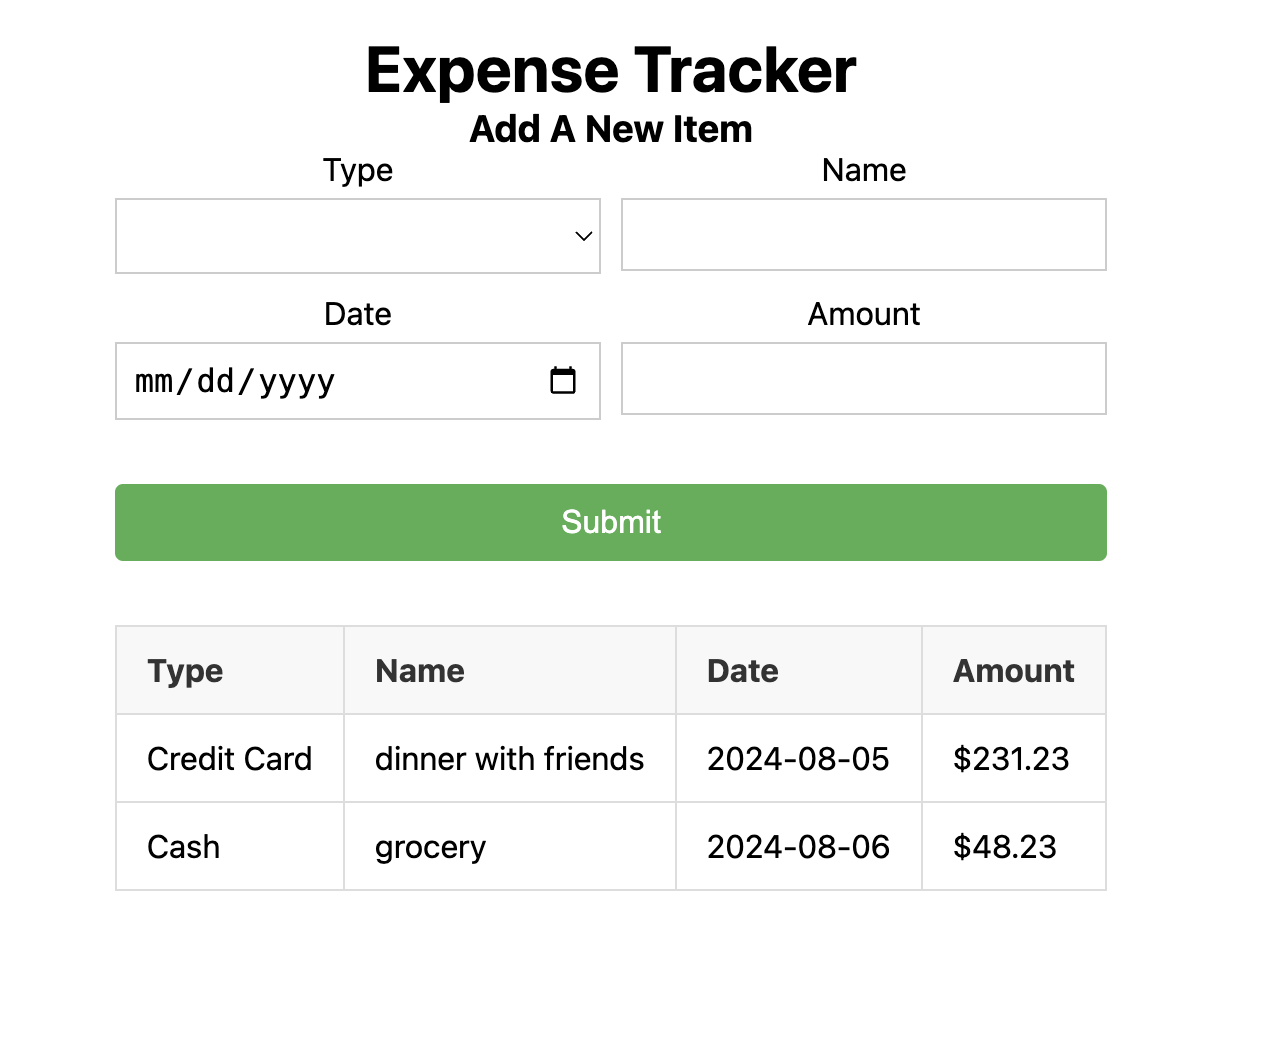 Expense Tracker
Add A New Item
Type Name
Date Amount
mm/dd/yyyy
Submit
Type Name Date Amount
Credit Card dinner with friends 2024-08-05 $231.23
Cash grocery 2024-08-06 $48.23